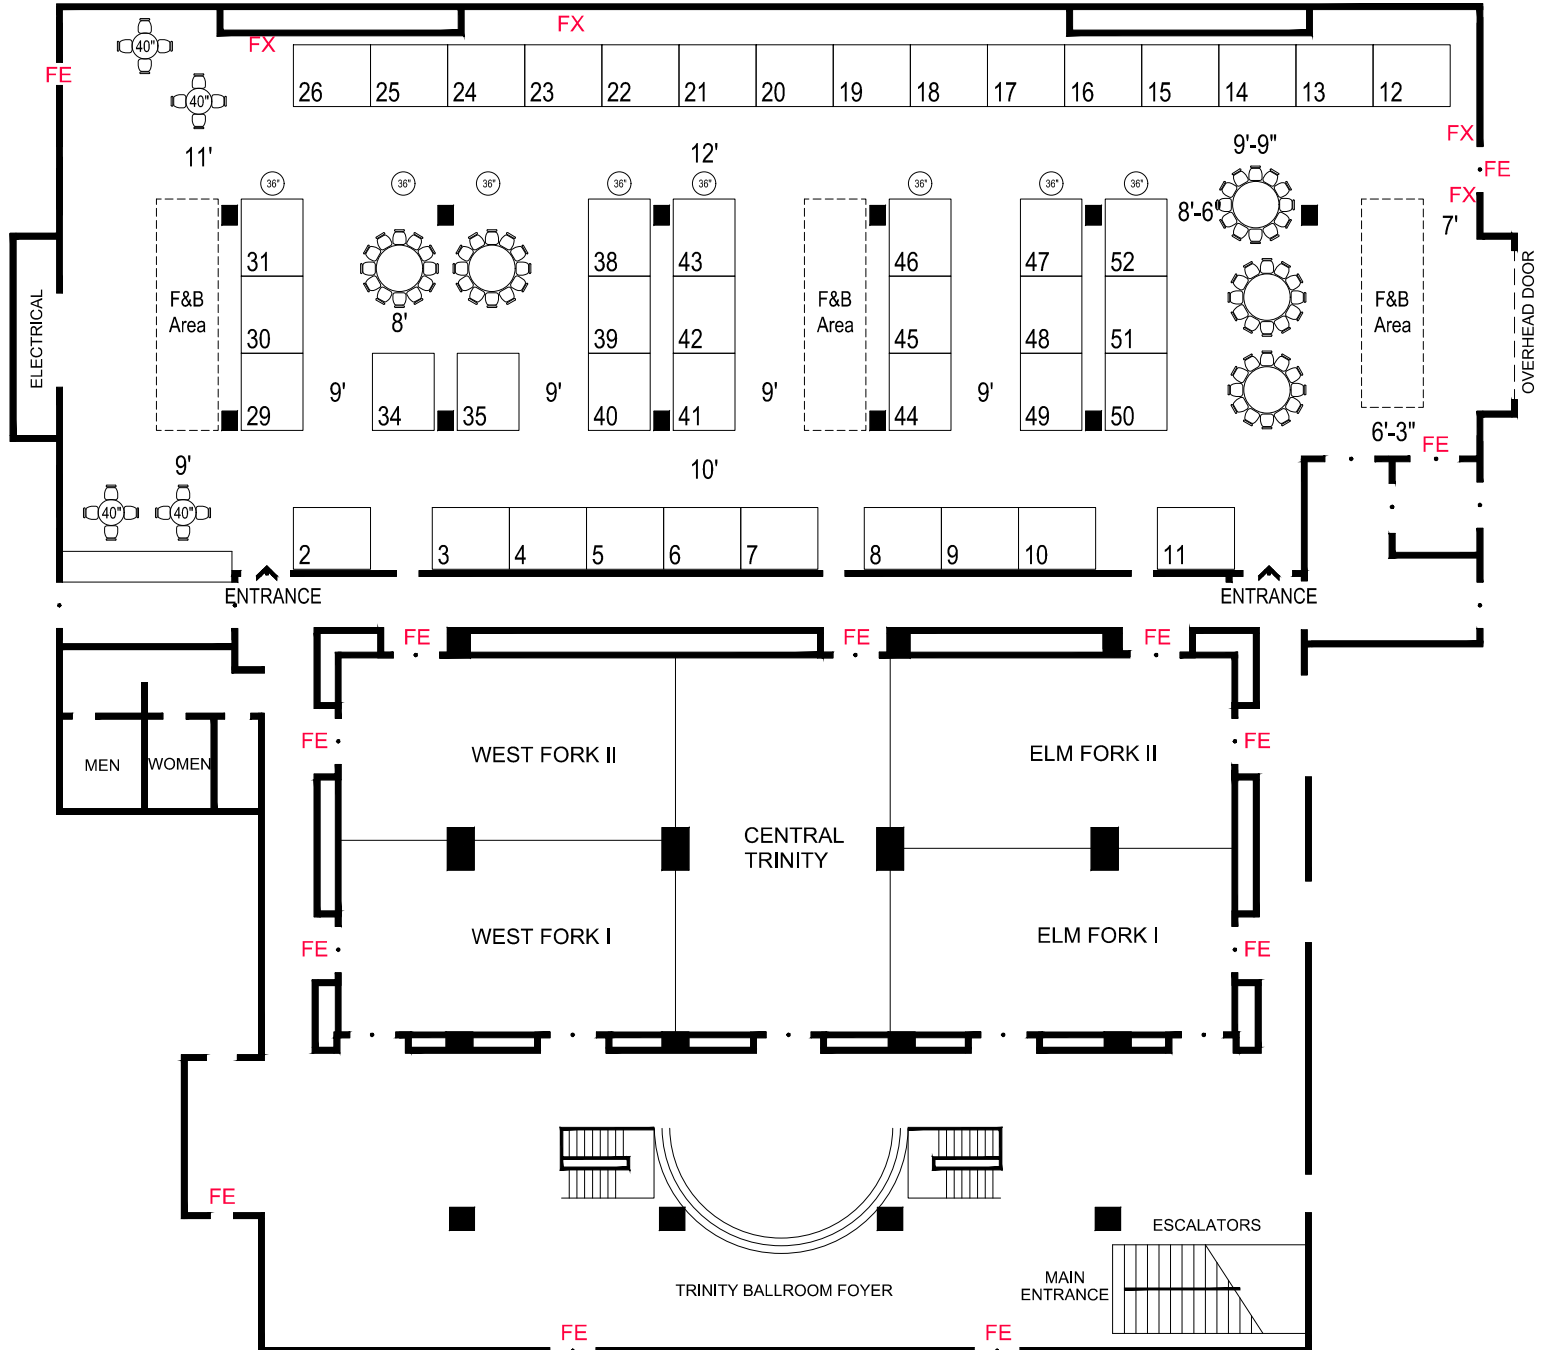 FX
40"
FX
FE
26 25 24 23 22 21 20 19 18 17 16 15 14 13 12
40"
FX
11' 12' 9'-9"
FE
36" 36" 36" 36" 36" 36" 36" 36"
FX
8'-6"
7'
31 38 43 46 47 52
F&B
Area
F&B
Area
F&B
Area
8'
ELECTRICAL
OVERHEAD DOOR
30 39 42 45 48 51
9' 9' 9' 9'
29 34 35 40 41 44 49 50
6'-3"
FE
9' 10'
40" 40"
2 3 4 5 6 7 8 9 10 11
ENTRANCE ENTRANCE
FE FE FE
FE FE
WEST FORK II ELM FORK II
MEN WOMEN
CENTRAL
TRINITY
WEST FORK I ELM FORK I
FE FE
FE
ESCALATORS
MAIN
ENTRANCE
TRINITY BALLROOM FOYER
FE FE